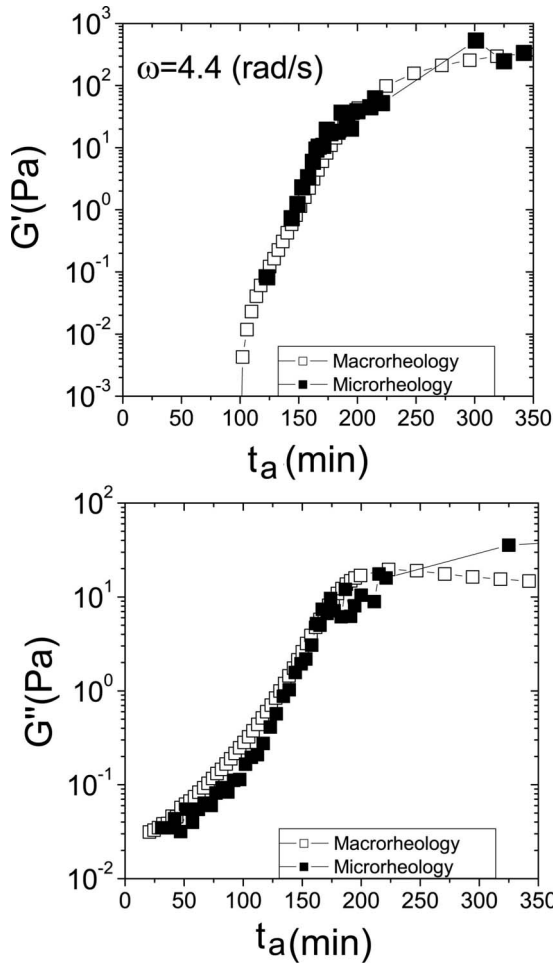 10³
10²
10¹
10⁰
10⁻¹
10⁻²
10⁻³
G'(Pa)
ω=4.4 (rad/s)
Macrorheology
Microrheology
0 50 100 150 200 250 300 350
tₐ(min)
10²
10¹
10⁰
10⁻¹
10⁻²
G"(Pa)
Macrorheology
Microrheology
0 50 100 150 200 250 300 350
tₐ(min)